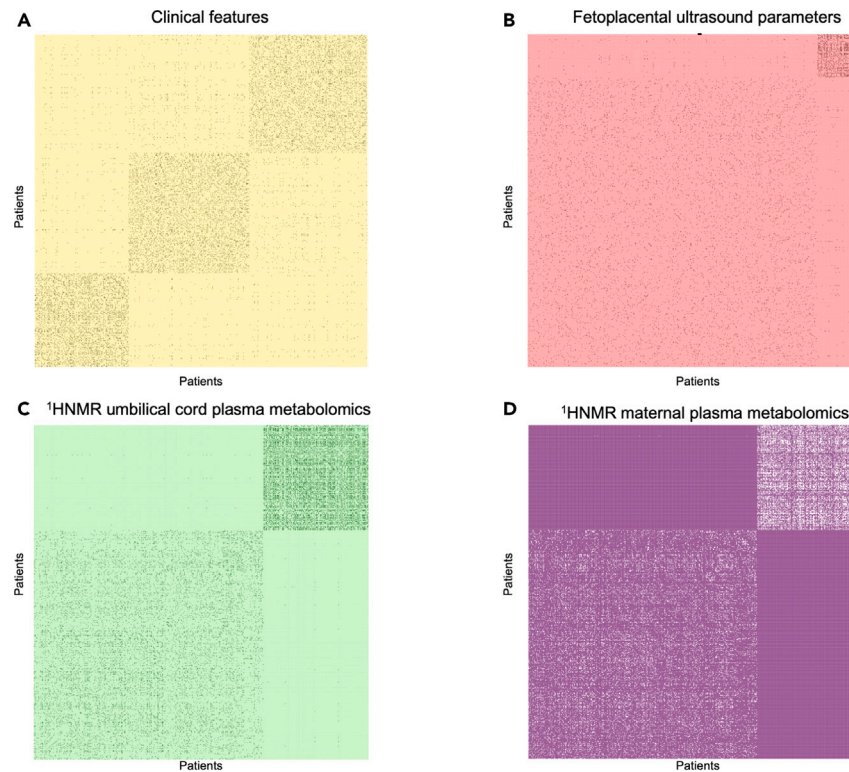 A
Clinical features
Patients
Patients
B
Fetoplacental ultrasound parameters
Patients
Patients
C
¹HNMR umbilical cord plasma metabolomics
Patients
Patients
D
¹HNMR maternal plasma metabolomics
Patients
Patients